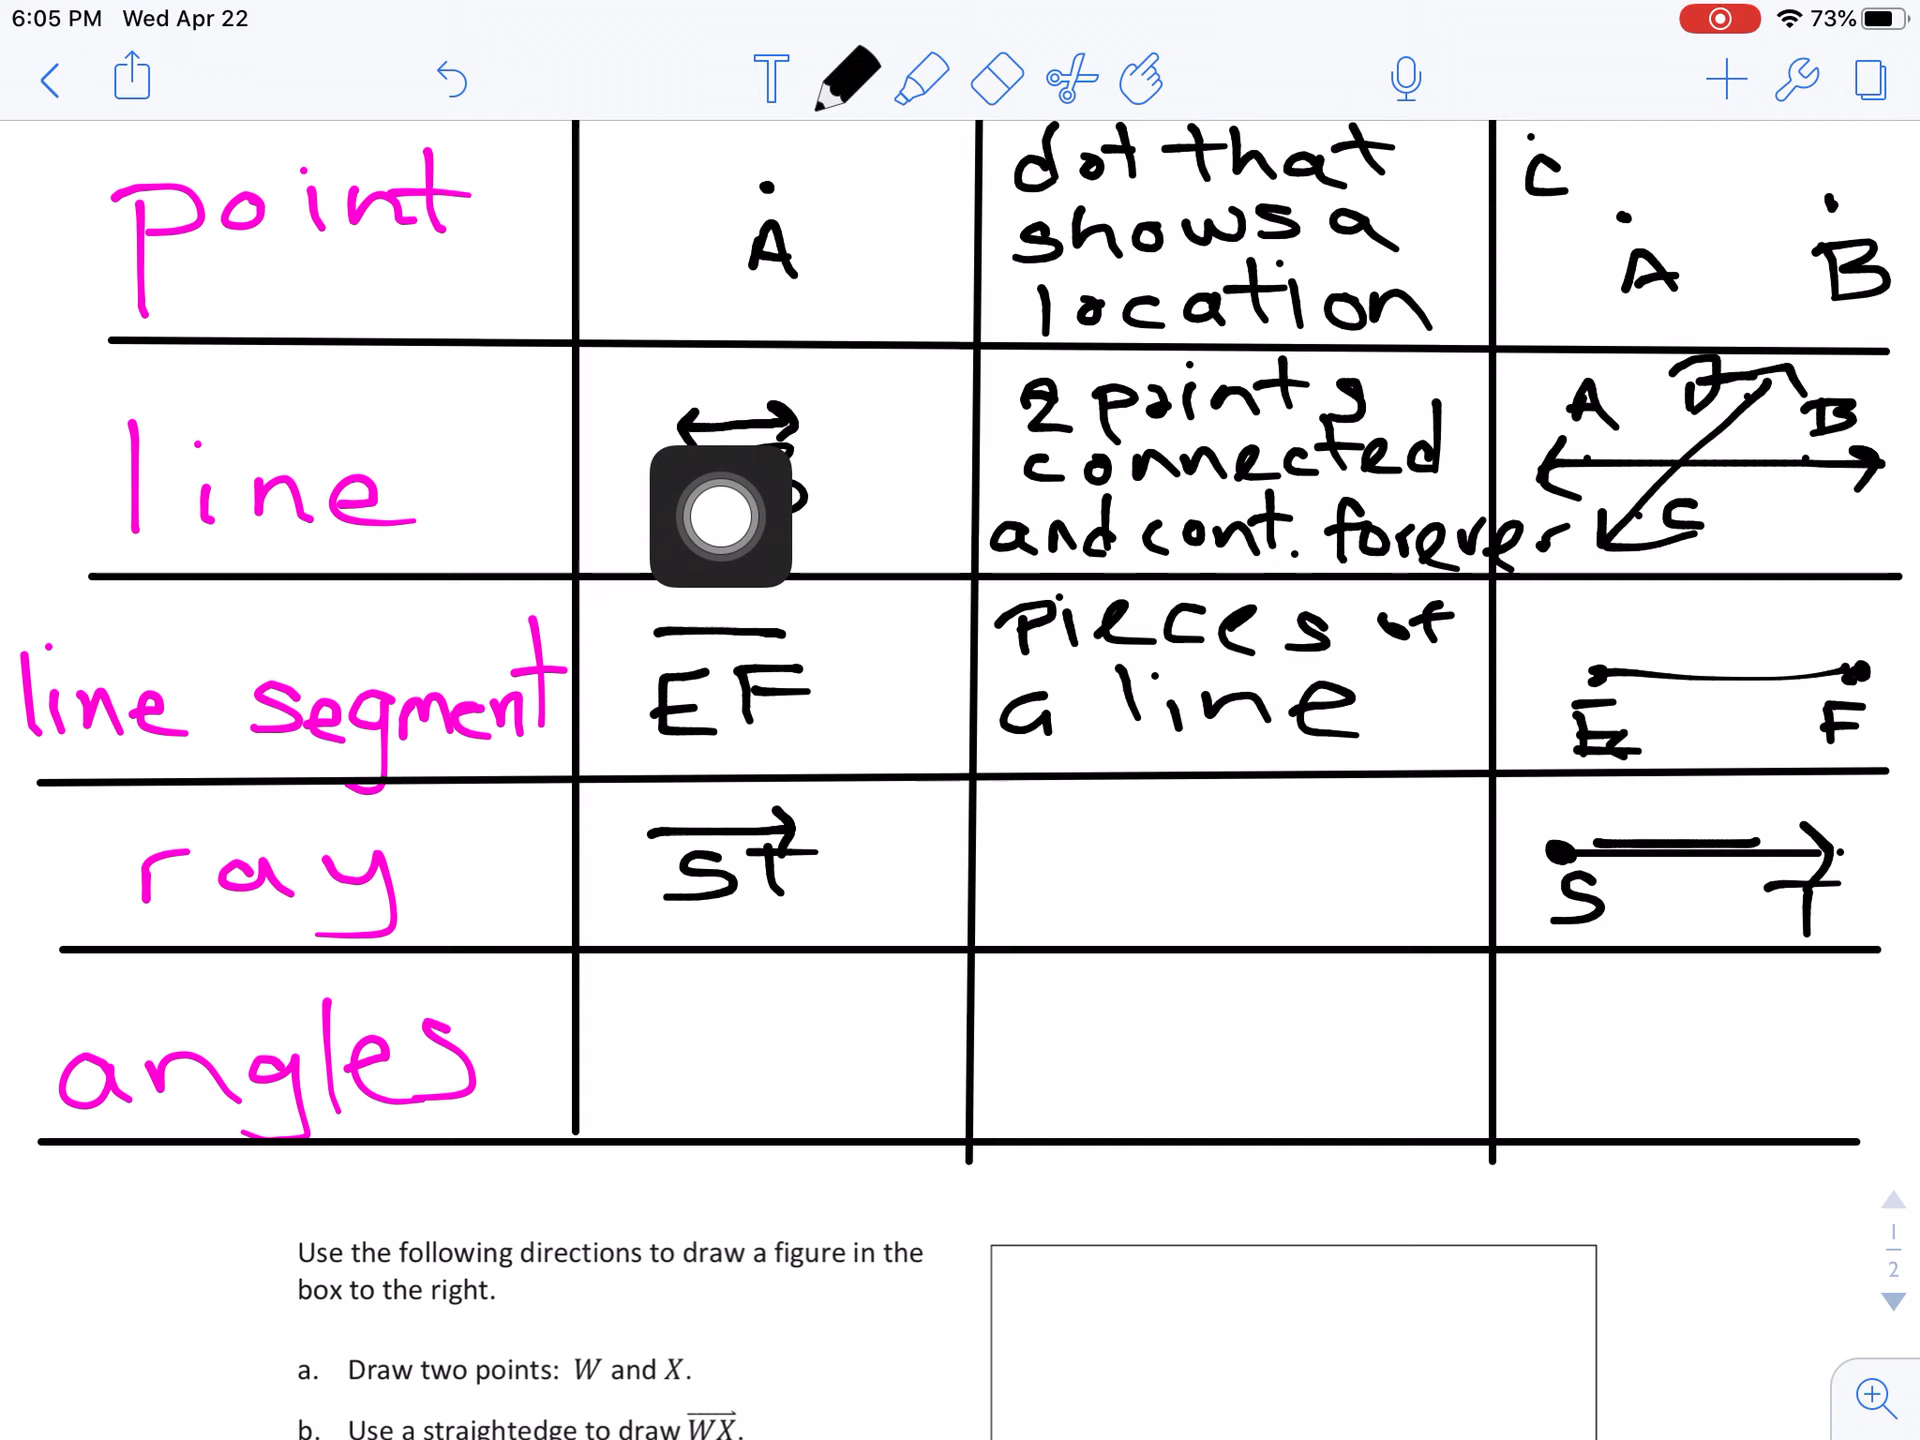 6:05 PM Wed Apr 22
73%
T
point
A
dot that
shows a
location
C
A
B
line
2 points
connected
and cont. forever
A
D
B
C
line segment
EF
pieces of
a line
E
F
ray
ST
S
T
angles
Use the following directions to draw a figure in the
box to the right.
a. Draw two points: W and X.
b. Use a straightedge to draw WX.
1
2